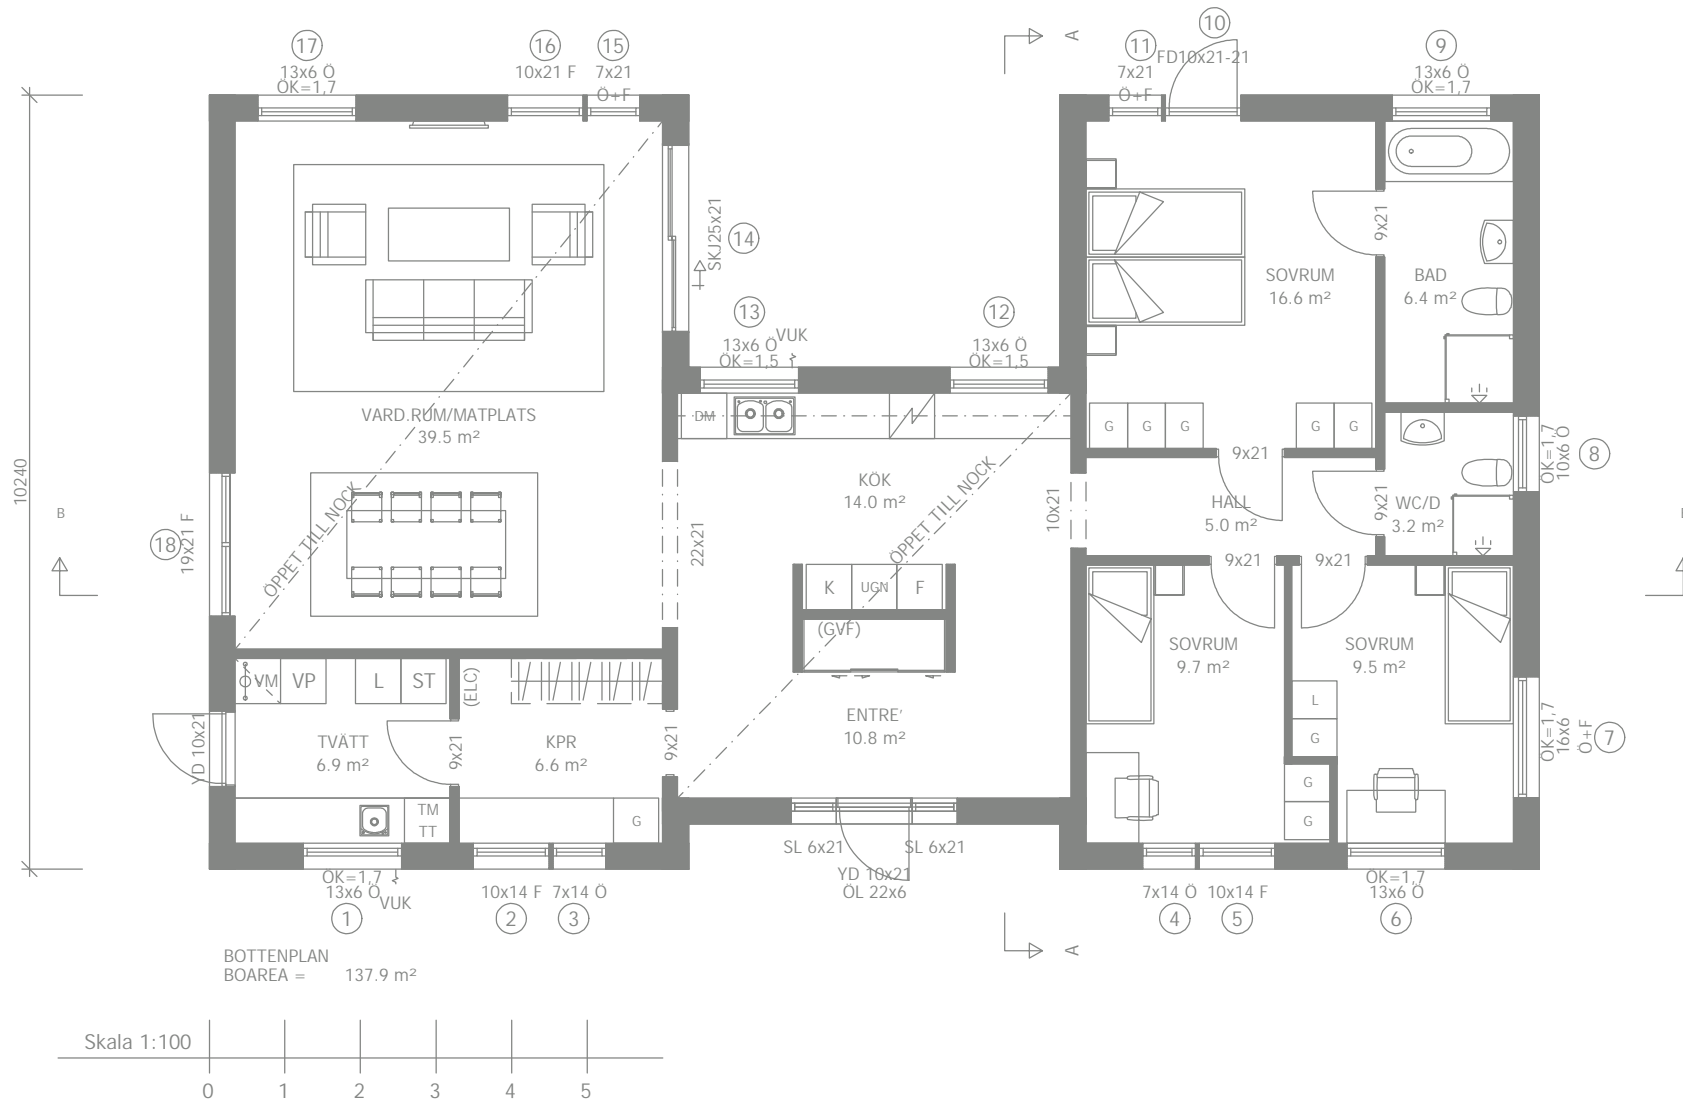 17
13x6 Ö
ÖK=1,7
16
10x21 F
15
7x21
Ö+F
A
11
7x21
Ö+F
10
FD10x21-21
9
13x6 Ö
ÖK=1,7
14
SKJ25x21
13
13x6 Ö
ÖK=1,5
VUK
12
13x6 Ö
ÖK=1,5
9x21
SOVRUM
16.6 m²
BAD
6.4 m²
VARD.RUM/MATPLATS
39.5 m²
DM
G
G
G
G
G
9x21
10240
B
18
19x21 F
ÖPPET TILL NOCK
22x21
KÖK
14.0 m²
ÖPPET TILL NOCK
10x21
HALL
5.0 m²
9x21
WC/D
3.2 m²
ÖK=1,7
10x6 Ö
8
9x21
9x21
K
UGN
F
(GVF)
SOVRUM
9.7 m²
SOVRUM
9.5 m²
VM
VP
L
ST
(ELC)
L
G
YD 10x21
TVÄTT
6.9 m²
9x21
KPR
6.6 m²
9x21
ENTRE'
10.8 m²
ÖK=1,7
16x6
Ö+F
7
TM
TT
G
G
G
SL 6x21
SL 6x21
YD 10x21
ÖL 22x6
ÖK=1,7
13x6 Ö
VUK
1
10x14 F
2
7x14 Ö
3
7x14 Ö
4
10x14 F
5
ÖK=1,7
13x6 Ö
6
A
BOTTENPLAN
BOAREA = 137.9 m²
Skala 1:100
0 1 2 3 4 5